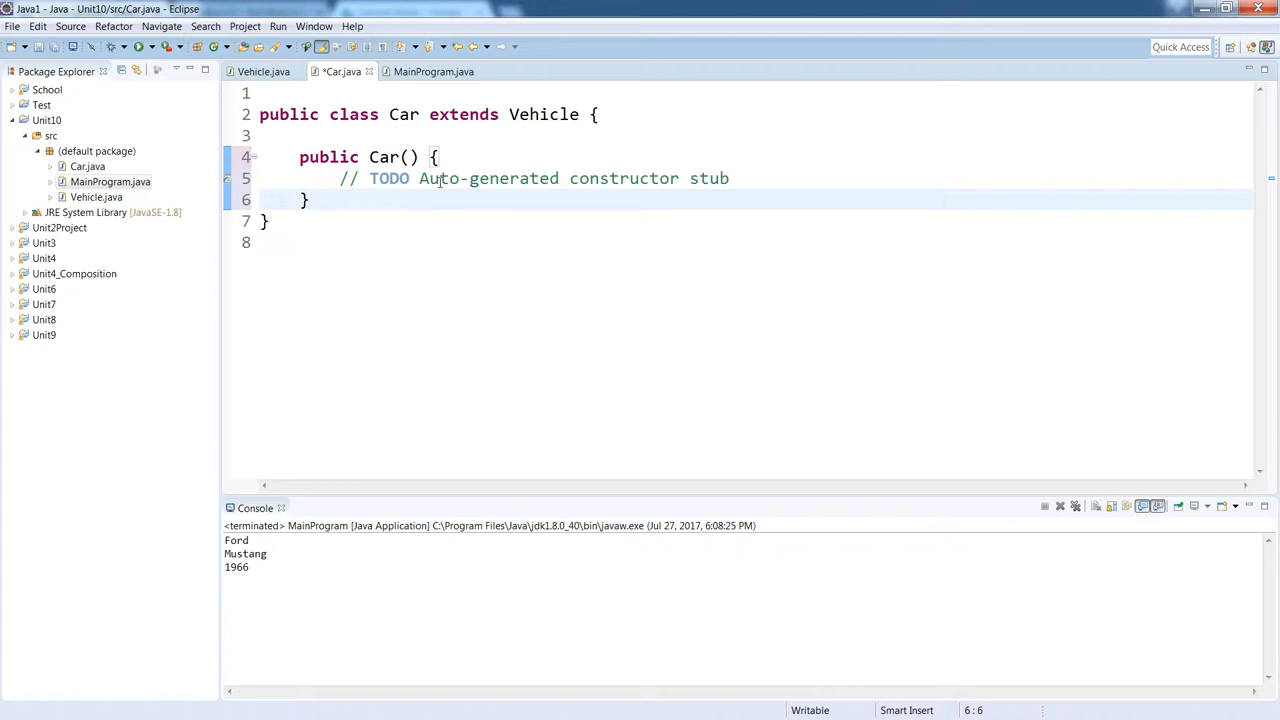 Java1 - Java - Unit10/src/Car.java - Eclipse
File Edit Source Refactor Navigate Search Project Run Window Help
Quick Access
Package Explorer
Vehicle.java
*Car.java
MainProgram.java
School
Test
Unit10
src
(default package)
Car.java
MainProgram.java
Vehicle.java
JRE System Library [JavaSE-1.8]
Unit2Project
Unit3
Unit4
Unit4_Composition
Unit6
Unit7
Unit8
Unit9
1
2 public class Car extends Vehicle {
3
4 public Car() {
5 // TODO Auto-generated constructor stub
6 }
7 }
8
Console
<terminated> MainProgram [Java Application] C:\Program Files\Java\jdk1.8.0_40\bin\javaw.exe (Jul 27, 2017, 6:08:25 PM)
Ford
Mustang
1966
Writable Smart Insert 6 : 6